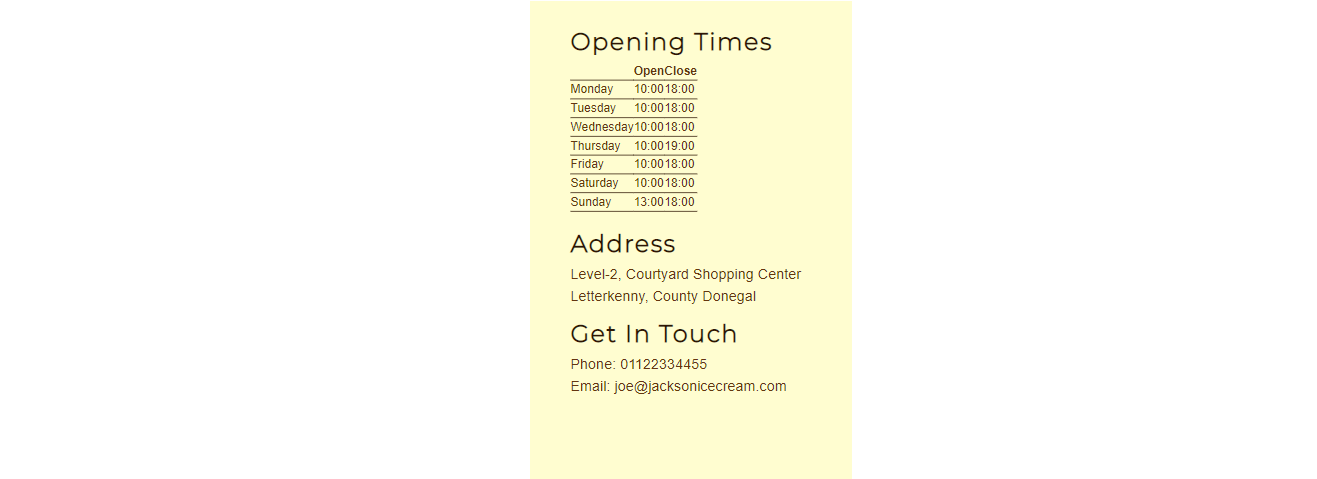 Opening Times
Open Close
Monday 10:00 18:00
Tuesday 10:00 18:00
Wednesday 10:00 18:00
Thursday 10:00 19:00
Friday 10:00 18:00
Saturday 10:00 18:00
Sunday 13:00 18:00
Address
Level-2, Courtyard Shopping Center
Letterkenny, County Donegal
Get In Touch
Phone: 01122334455
Email: joe@jacksonicecream.com